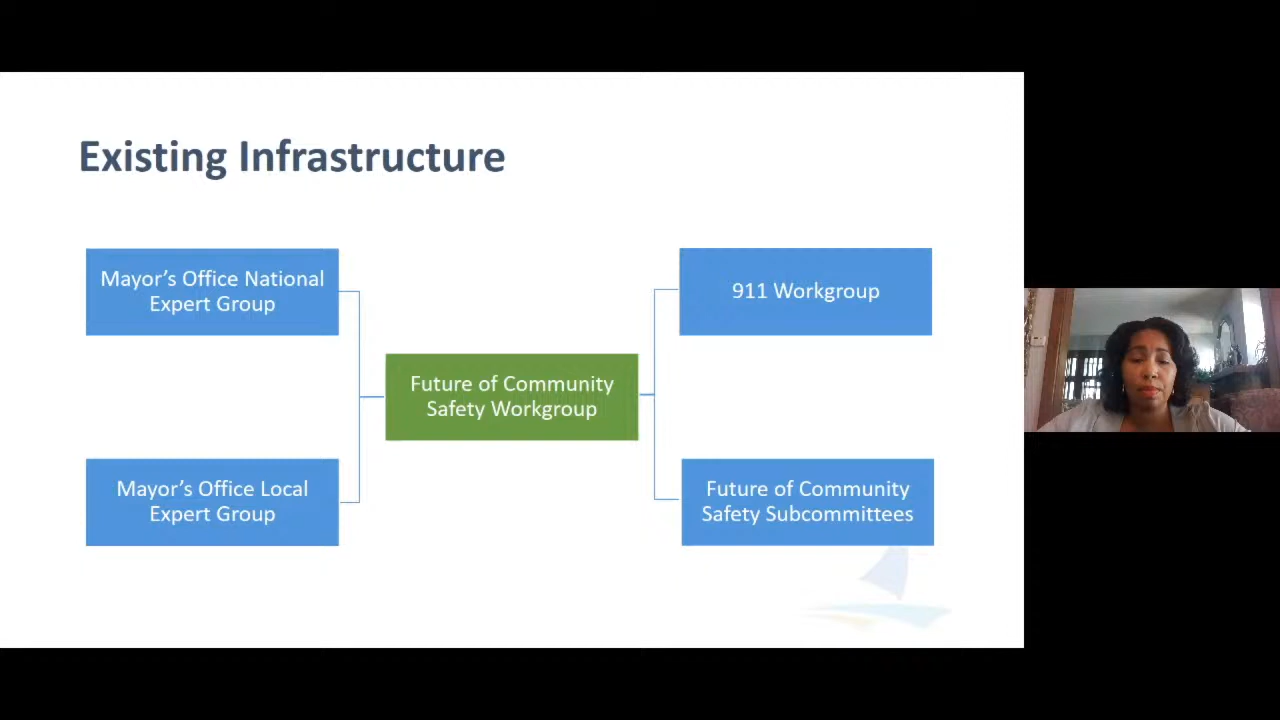 Existing Infrastructure
Mayor’s Office National
Expert Group
911 Workgroup
Future of Community
Safety Workgroup
Mayor’s Office Local
Expert Group
Future of Community
Safety Subcommittees